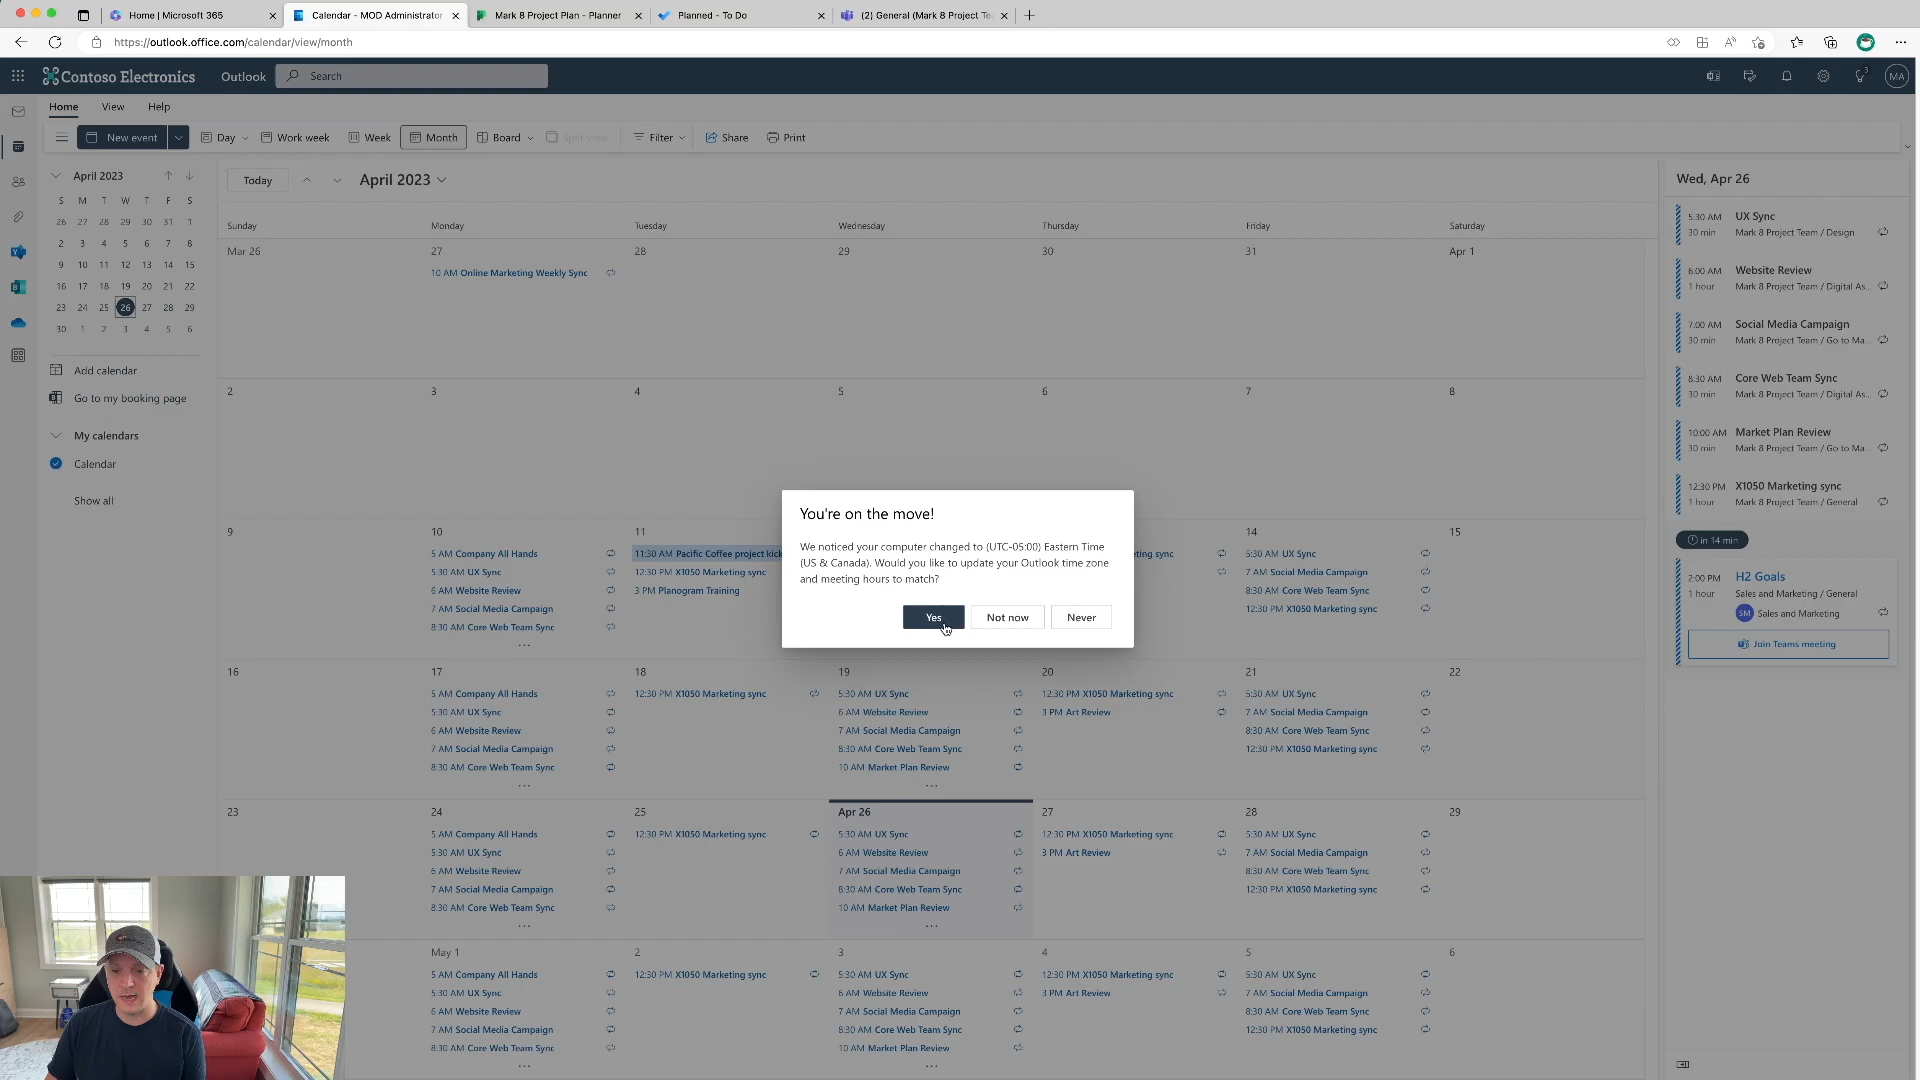 Home | Microsoft 365
Calendar - MOD Administrator
Mark 8 Project Plan - Planner
Planned - To Do
(2) General (Mark 8 Project Te
https://outlook.office.com/calendar/view/month
Contoso Electronics
Outlook
Search
3
MA
Home
View
Help
New event
Day
Work week
Week
Month
Board
Split view
Filter
Share
Print
April 2023
S M T W T F S
26 27 28 29 30 31 1
2 3 4 5 6 7 8
9 10 11 12 13 14 15
16 17 18 19 20 21 22
23 24 25 26 27 28 29
30 1 2 3 4 5 6
Add calendar
Go to my booking page
My calendars
Calendar
Show all
Today
April 2023
Sunday Monday Tuesday Wednesday Thursday Friday Saturday
Mar 26 27 28 29 30 31 Apr 1
10 AM Online Marketing Weekly Sync
2 3 4 5 6 7 8
9
10
5 AM Company All Hands
5:30 AM UX Sync
6 AM Website Review
7 AM Social Media Campaign
8:30 AM Core Web Team Sync
...
11
11:30 AM Pacific Coffee project kick
12:30 PM X1050 Marketing sync
3 PM Planogram Training
eting sync
14
5:30 AM UX Sync
7 AM Social Media Campaign
8:30 AM Core Web Team Sync
12:30 PM X1050 Marketing sync
15
You're on the move!
We noticed your computer changed to (UTC-05:00) Eastern Time
(US & Canada). Would you like to update your Outlook time zone
and meeting hours to match?
Yes
Not now
Never
16
17
5 AM Company All Hands
5:30 AM UX Sync
6 AM Website Review
7 AM Social Media Campaign
8:30 AM Core Web Team Sync
...
18
12:30 PM X1050 Marketing sync
19
5:30 AM UX Sync
6 AM Website Review
7 AM Social Media Campaign
8:30 AM Core Web Team Sync
10 AM Market Plan Review
...
20
12:30 PM X1050 Marketing sync
3 PM Art Review
21
5:30 AM UX Sync
7 AM Social Media Campaign
8:30 AM Core Web Team Sync
12:30 PM X1050 Marketing sync
22
23
24
5 AM Company All Hands
5:30 AM UX Sync
6 AM Website Review
7 AM Social Media Campaign
8:30 AM Core Web Team Sync
...
25
12:30 PM X1050 Marketing sync
Apr 26
5:30 AM UX Sync
6 AM Website Review
7 AM Social Media Campaign
8:30 AM Core Web Team Sync
10 AM Market Plan Review
...
27
12:30 PM X1050 Marketing sync
3 PM Art Review
28
5:30 AM UX Sync
7 AM Social Media Campaign
8:30 AM Core Web Team Sync
12:30 PM X1050 Marketing sync
29
May 1
5 AM Company All Hands
5:30 AM UX Sync
6 AM Website Review
7 AM Social Media Campaign
8:30 AM Core Web Team Sync
...
2
12:30 PM X1050 Marketing sync
3
5:30 AM UX Sync
6 AM Website Review
7 AM Social Media Campaign
8:30 AM Core Web Team Sync
10 AM Market Plan Review
...
4
12:30 PM X1050 Marketing sync
3 PM Art Review
5
5:30 AM UX Sync
7 AM Social Media Campaign
8:30 AM Core Web Team Sync
12:30 PM X1050 Marketing sync
6
Wed, Apr 26
5:30 AM UX Sync
30 min Mark 8 Project Team / Design
6:00 AM Website Review
1 hour Mark 8 Project Team / Digital As...
7:00 AM Social Media Campaign
30 min Mark 8 Project Team / Go to Ma...
8:30 AM Core Web Team Sync
30 min Mark 8 Project Team / Digital As...
10:00 AM Market Plan Review
30 min Mark 8 Project Team / Go to Ma...
12:30 PM X1050 Marketing sync
1 hour Mark 8 Project Team / General
in 14 min
2:00 PM H2 Goals
1 hour Sales and Marketing / General
SM Sales and Marketing
Join Teams meeting